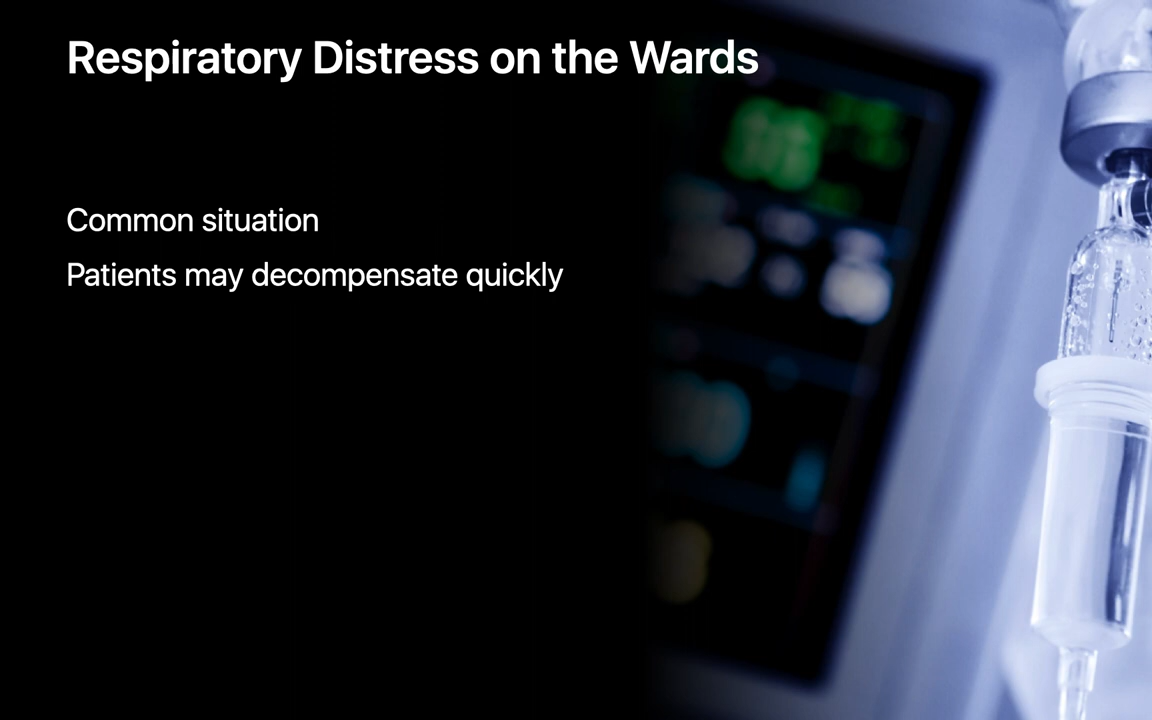 Respiratory Distress on the Wards
Common situation
Patients may decompensate quickly